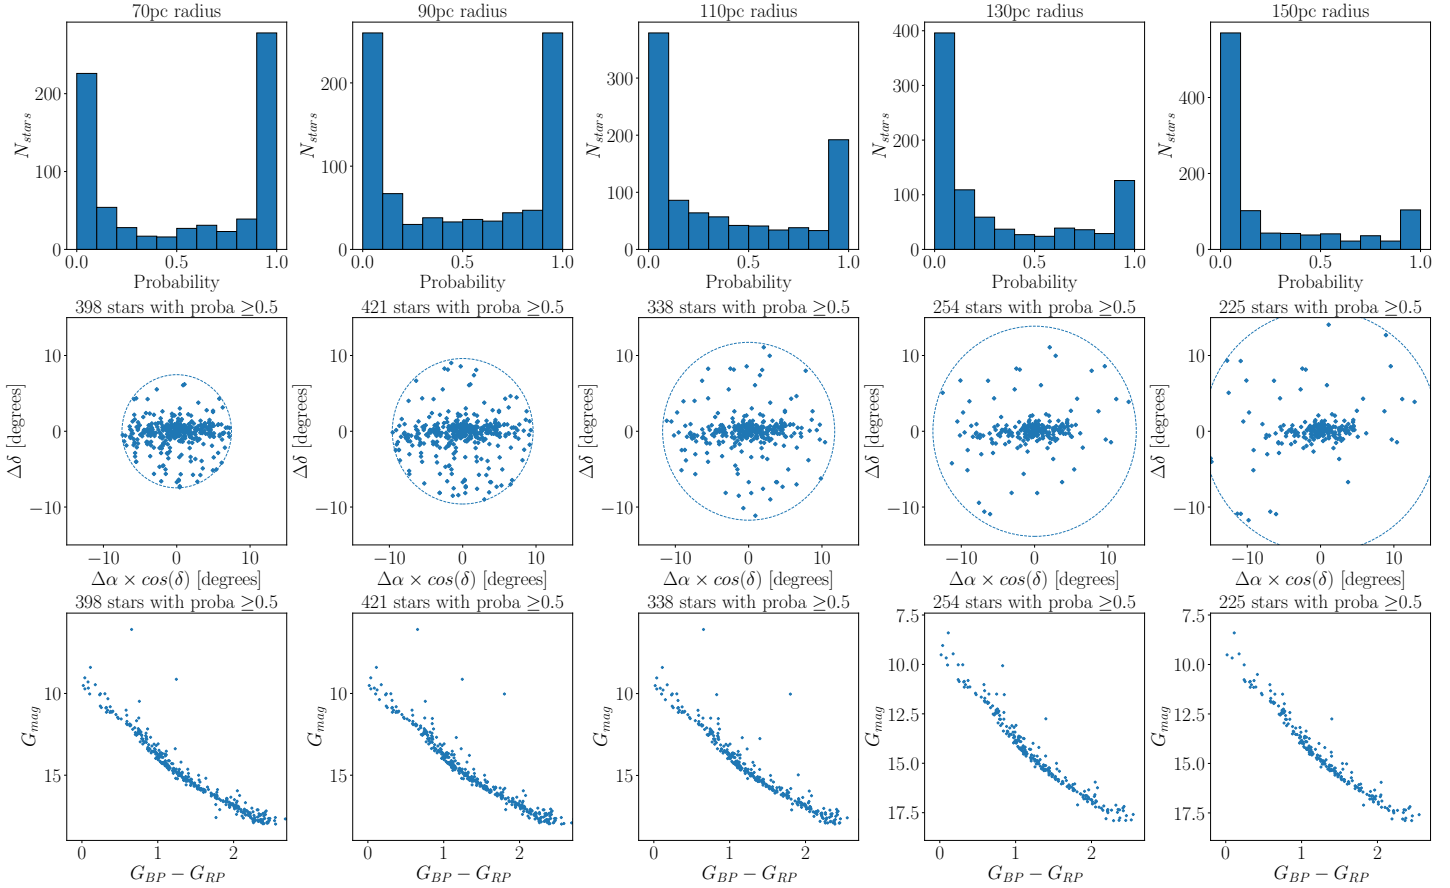 70pc radius
90pc radius
110pc radius
130pc radius
150pc radius
N_stars
0
100
200
0.0
0.5
1.0
Probability
N_stars
0
100
200
0.0
0.5
1.0
Probability
N_stars
0
100
200
300
0.0
0.5
1.0
Probability
N_stars
0
100
200
300
400
0.0
0.5
1.0
Probability
N_stars
0
200
400
0.0
0.5
1.0
Probability
398 stars with proba ≥0.5
421 stars with proba ≥0.5
338 stars with proba ≥0.5
254 stars with proba ≥0.5
225 stars with proba ≥0.5
Δδ [degrees]
10
0
−10
−10
0
10
Δα × cos(δ) [degrees]
Δδ [degrees]
10
0
−10
−10
0
10
Δα × cos(δ) [degrees]
Δδ [degrees]
10
0
−10
−10
0
10
Δα × cos(δ) [degrees]
Δδ [degrees]
10
0
−10
−10
0
10
Δα × cos(δ) [degrees]
Δδ [degrees]
10
0
−10
−10
0
10
Δα × cos(δ) [degrees]
398 stars with proba ≥0.5
421 stars with proba ≥0.5
338 stars with proba ≥0.5
254 stars with proba ≥0.5
225 stars with proba ≥0.5
G_mag
10
15
0
1
2
G_BP − G_RP
G_mag
10
15
0
1
2
G_BP − G_RP
G_mag
10
15
0
1
2
G_BP − G_RP
G_mag
7.5
10.0
12.5
15.0
17.5
0
1
2
G_BP − G_RP
G_mag
7.5
10.0
12.5
15.0
17.5
0
1
2
G_BP − G_RP